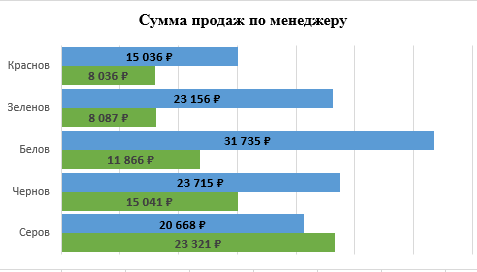 Сумма продаж по менеджеру
Краснов
15 036 ₽
8 036 ₽
Зеленов
23 156 ₽
8 087 ₽
Белов
31 735 ₽
11 866 ₽
Чернов
23 715 ₽
15 041 ₽
Серов
20 668 ₽
23 321 ₽